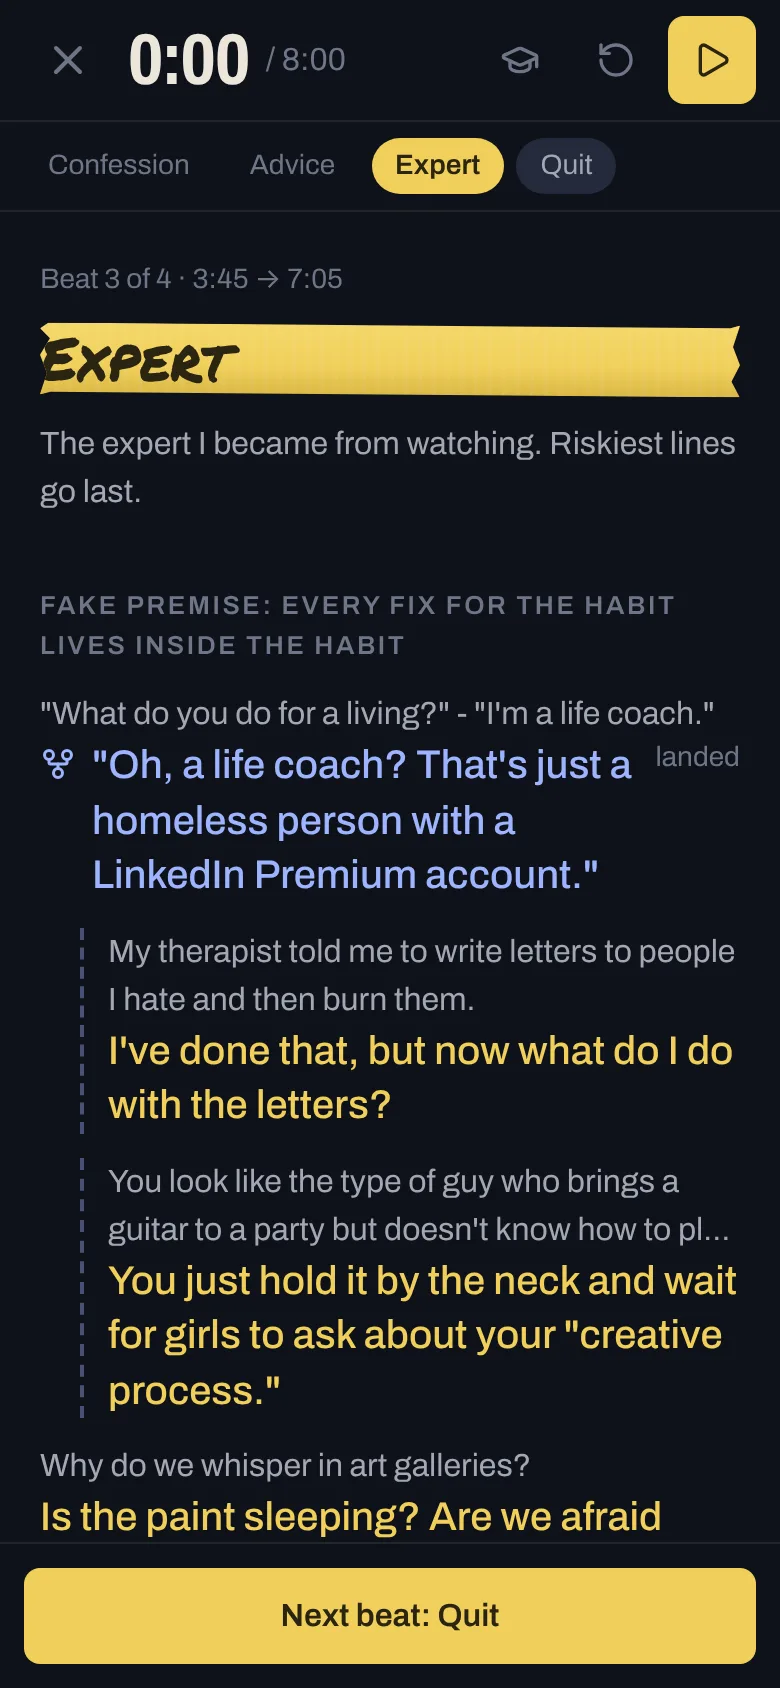 0:00 / 8:00
Confession Advice Expert Quit
Beat 3 of 4 · 3:45 → 7:05
EXPERT
The expert I became from watching. Riskiest lines
go last.
FAKE PREMISE: EVERY FIX FOR THE HABIT
LIVES INSIDE THE HABIT
"What do you do for a living?" - "I'm a life coach."
"Oh, a life coach? That's just a landed
homeless person with a
LinkedIn Premium account."
My therapist told me to write letters to people
I hate and then burn them.
I've done that, but now what do I do
with the letters?
You look like the type of guy who brings a
guitar to a party but doesn't know how to pl...
You just hold it by the neck and wait
for girls to ask about your "creative
process."
Why do we whisper in art galleries?
Is the paint sleeping? Are we afraid
Next beat: Quit